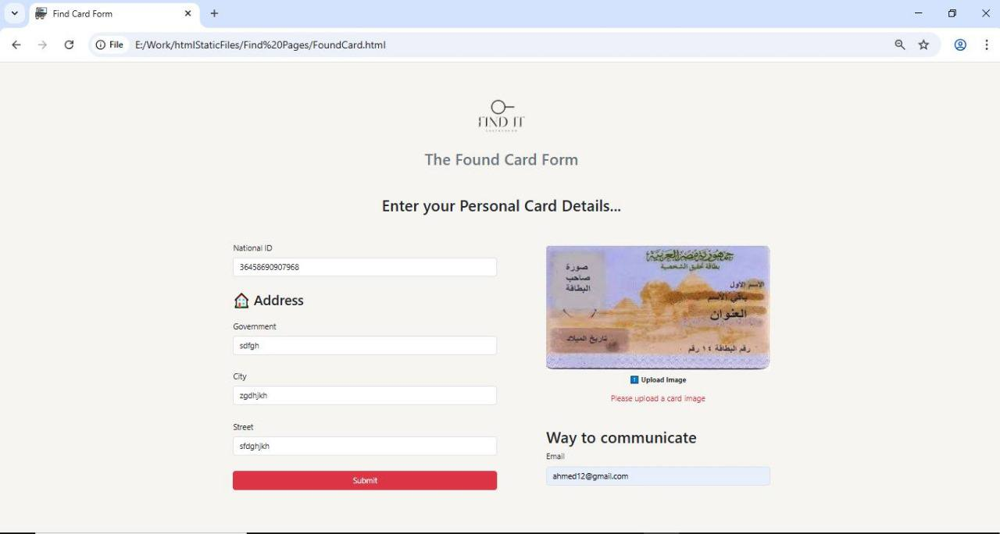 Find Card Form
File
E:/Work/htmlStaticFiles/Find%20Pages/FoundCard.html
FIND IT
The Found Card Form
Enter your Personal Card Details...
National ID
36458690907968
Address
Government
sdfgh
City
zgdhjkh
Street
sfdghjkh
Submit
جمهورية مصر العربية
بطاقة تحقيق الشخصية
صورة
صاحب
البطاقة
الاسم الأول
باقي الأسم
العنوان
تاريخ الميلاد
رقم البطاقة ١٤ رقم
Upload Image
Please upload a card image
Way to communicate
Email
ahmed12@gmail.com